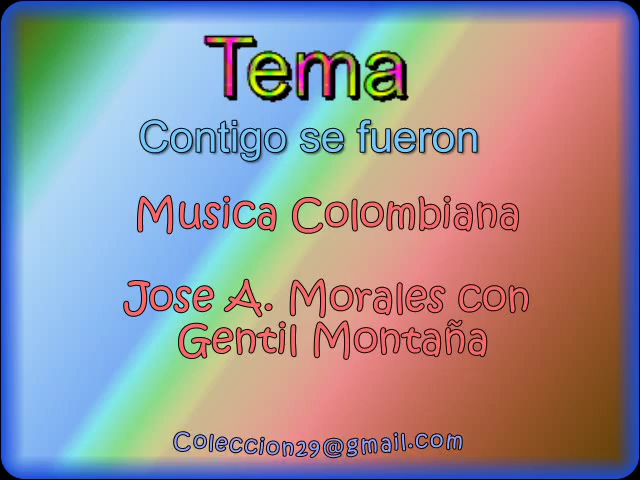 Tema
Contigo se fueron
Musica Colombiana
Jose A. Morales con
Gentil Montaña
Coleccion29@gmail.com